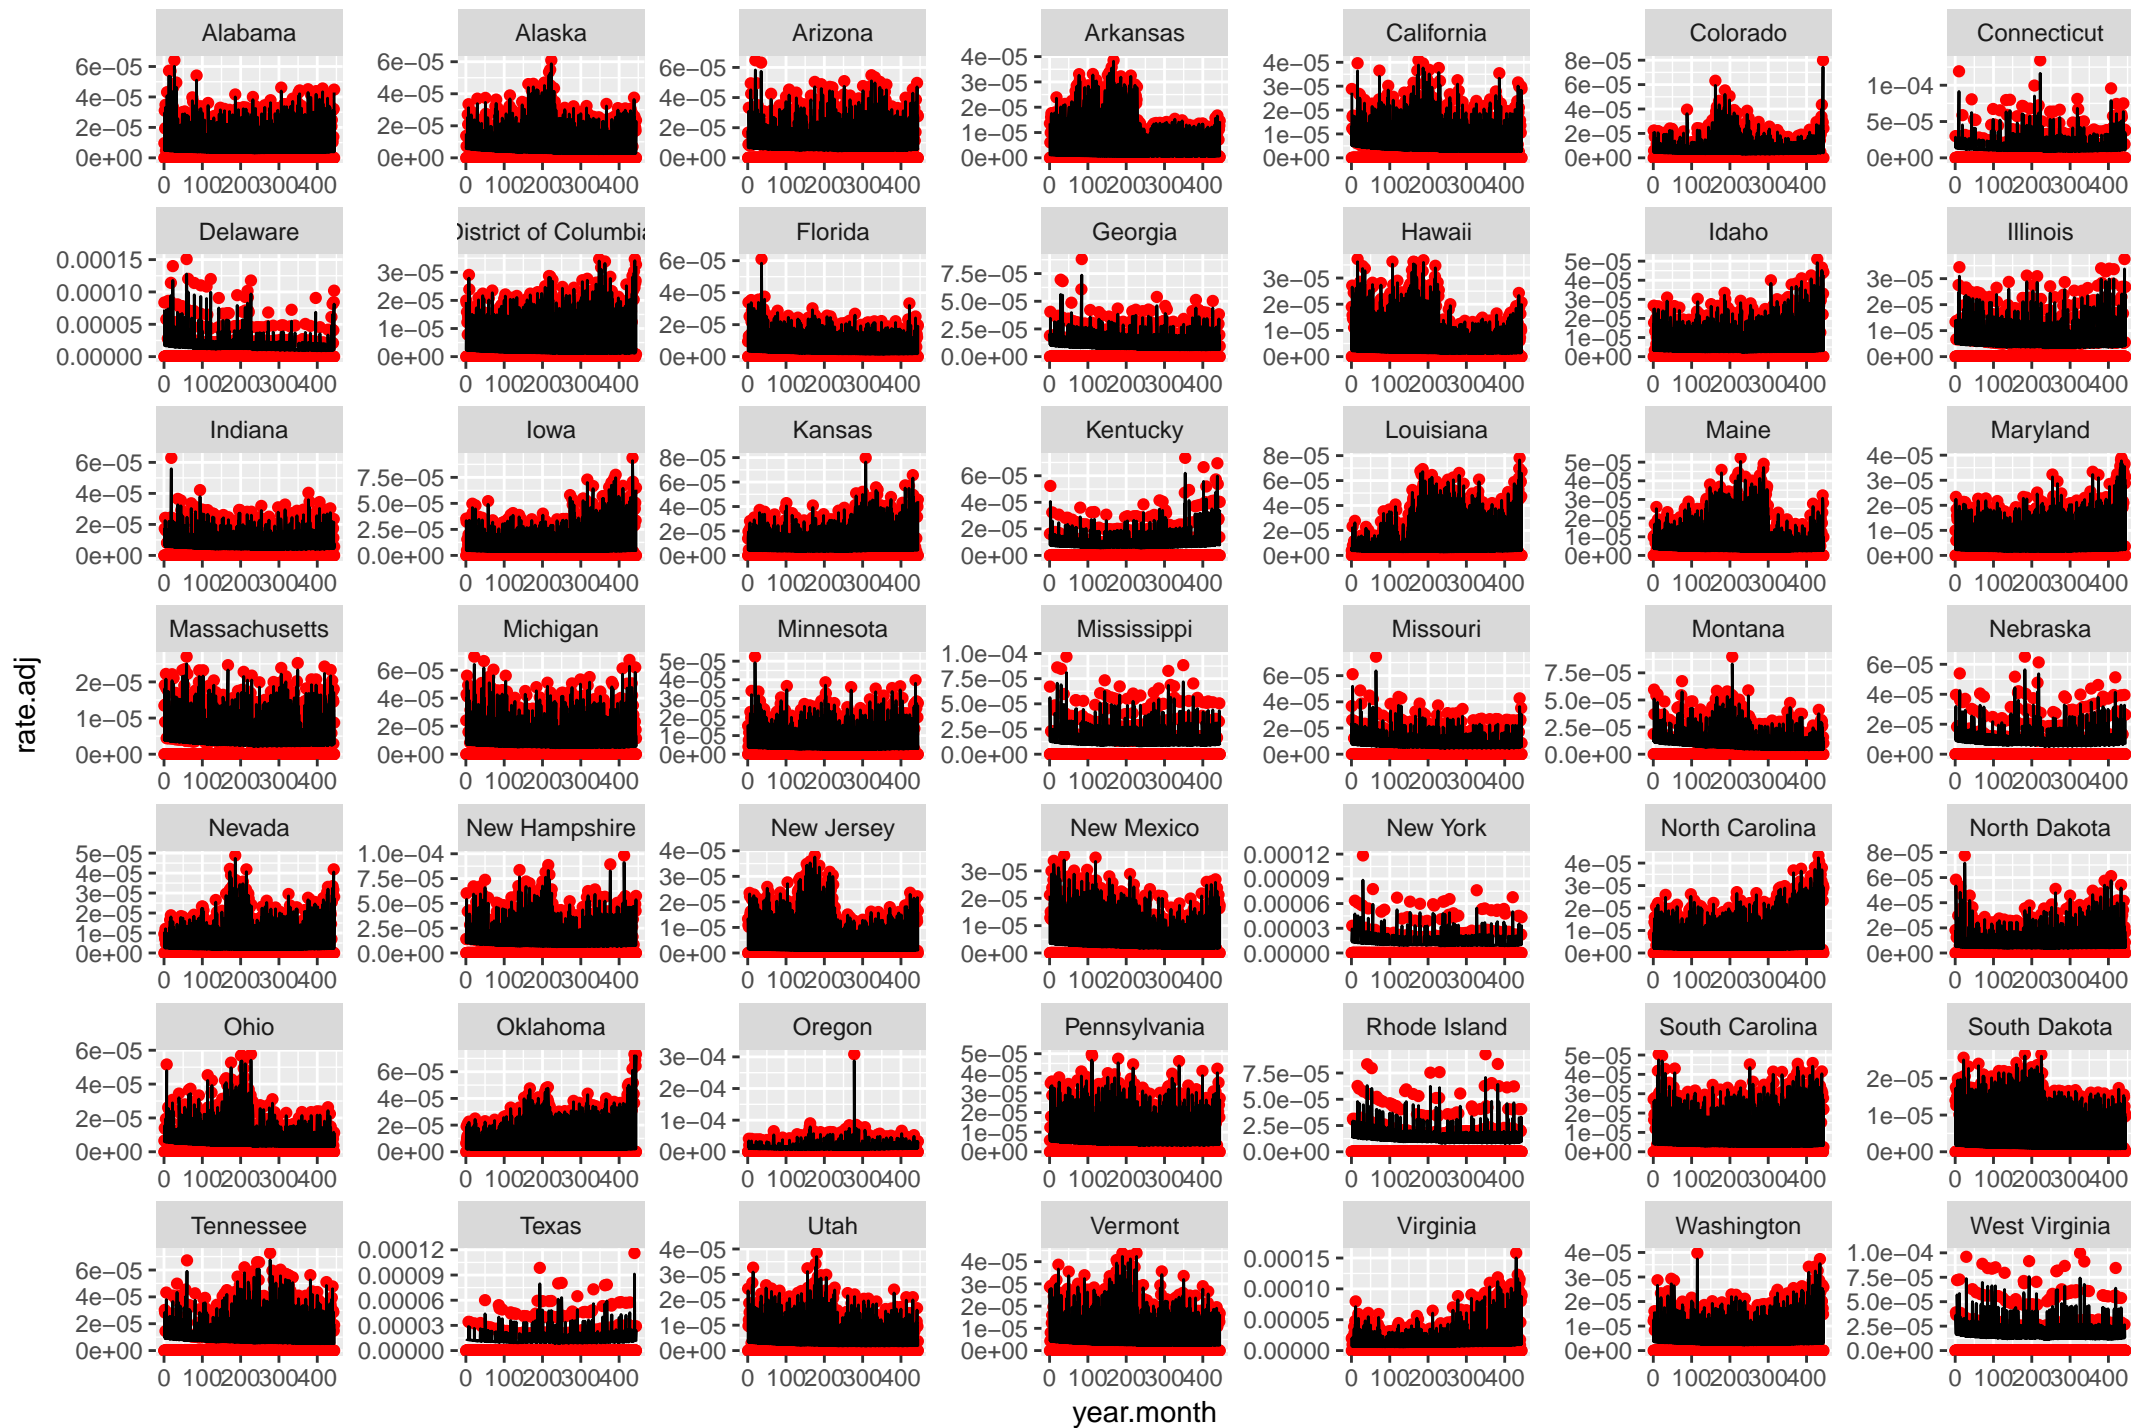 rate.adj
Alabama
6e−05
4e−05
2e−05
0e+00
0 100200300400
Alaska
6e−05
4e−05
2e−05
0e+00
0 100200300400
Arizona
6e−05
4e−05
2e−05
0e+00
0 100200300400
Arkansas
4e−05
3e−05
2e−05
1e−05
0e+00
0 100200300400
California
4e−05
3e−05
2e−05
1e−05
0e+00
0 100200300400
Colorado
8e−05
6e−05
4e−05
2e−05
0e+00
0 100200300400
Connecticut
1e−04
5e−05
0e+00
0 100200300400
Delaware
0.00015
0.00010
0.00005
0.00000
0 100200300400
District of Columbia
3e−05
2e−05
1e−05
0e+00
0 100200300400
Florida
6e−05
4e−05
2e−05
0e+00
0 100200300400
Georgia
7.5e−05
5.0e−05
2.5e−05
0.0e+00
0 100200300400
Hawaii
3e−05
2e−05
1e−05
0e+00
0 100200300400
Idaho
5e−05
4e−05
3e−05
2e−05
1e−05
0e+00
0 100200300400
Illinois
3e−05
2e−05
1e−05
0e+00
0 100200300400
Indiana
6e−05
4e−05
2e−05
0e+00
0 100200300400
Iowa
7.5e−05
5.0e−05
2.5e−05
0.0e+00
0 100200300400
Kansas
8e−05
6e−05
4e−05
2e−05
0e+00
0 100200300400
Kentucky
6e−05
4e−05
2e−05
0e+00
0 100200300400
Louisiana
8e−05
6e−05
4e−05
2e−05
0e+00
0 100200300400
Maine
5e−05
4e−05
3e−05
2e−05
1e−05
0e+00
0 100200300400
Maryland
4e−05
3e−05
2e−05
1e−05
0e+00
0 100200300400
Massachusetts
2e−05
1e−05
0e+00
0 100200300400
Michigan
6e−05
4e−05
2e−05
0e+00
0 100200300400
Minnesota
5e−05
4e−05
3e−05
2e−05
1e−05
0e+00
0 100200300400
Mississippi
1.0e−04
7.5e−05
5.0e−05
2.5e−05
0.0e+00
0 100200300400
Missouri
6e−05
4e−05
2e−05
0e+00
0 100200300400
Montana
7.5e−05
5.0e−05
2.5e−05
0.0e+00
0 100200300400
Nebraska
6e−05
4e−05
2e−05
0e+00
0 100200300400
Nevada
5e−05
4e−05
3e−05
2e−05
1e−05
0e+00
0 100200300400
New Hampshire
1.0e−04
7.5e−05
5.0e−05
2.5e−05
0.0e+00
0 100200300400
New Jersey
4e−05
3e−05
2e−05
1e−05
0e+00
0 100200300400
New Mexico
3e−05
2e−05
1e−05
0e+00
0 100200300400
New York
0.00012
0.00009
0.00006
0.00003
0.00000
0 100200300400
North Carolina
4e−05
3e−05
2e−05
1e−05
0e+00
0 100200300400
North Dakota
8e−05
6e−05
4e−05
2e−05
0e+00
0 100200300400
Ohio
6e−05
4e−05
2e−05
0e+00
0 100200300400
Oklahoma
6e−05
4e−05
2e−05
0e+00
0 100200300400
Oregon
3e−04
2e−04
1e−04
0e+00
0 100200300400
Pennsylvania
5e−05
4e−05
3e−05
2e−05
1e−05
0e+00
0 100200300400
Rhode Island
7.5e−05
5.0e−05
2.5e−05
0.0e+00
0 100200300400
South Carolina
5e−05
4e−05
3e−05
2e−05
1e−05
0e+00
0 100200300400
South Dakota
2e−05
1e−05
0e+00
0 100200300400
Tennessee
6e−05
4e−05
2e−05
0e+00
0 100200300400
Texas
0.00012
0.00009
0.00006
0.00003
0.00000
0 100200300400
Utah
4e−05
3e−05
2e−05
1e−05
0e+00
0 100200300400
Vermont
4e−05
3e−05
2e−05
1e−05
0e+00
0 100200300400
Virginia
0.00015
0.00010
0.00005
0.00000
0 100200300400
Washington
4e−05
3e−05
2e−05
1e−05
0e+00
0 100200300400
West Virginia
1.0e−04
7.5e−05
5.0e−05
2.5e−05
0.0e+00
0 100200300400
year.month